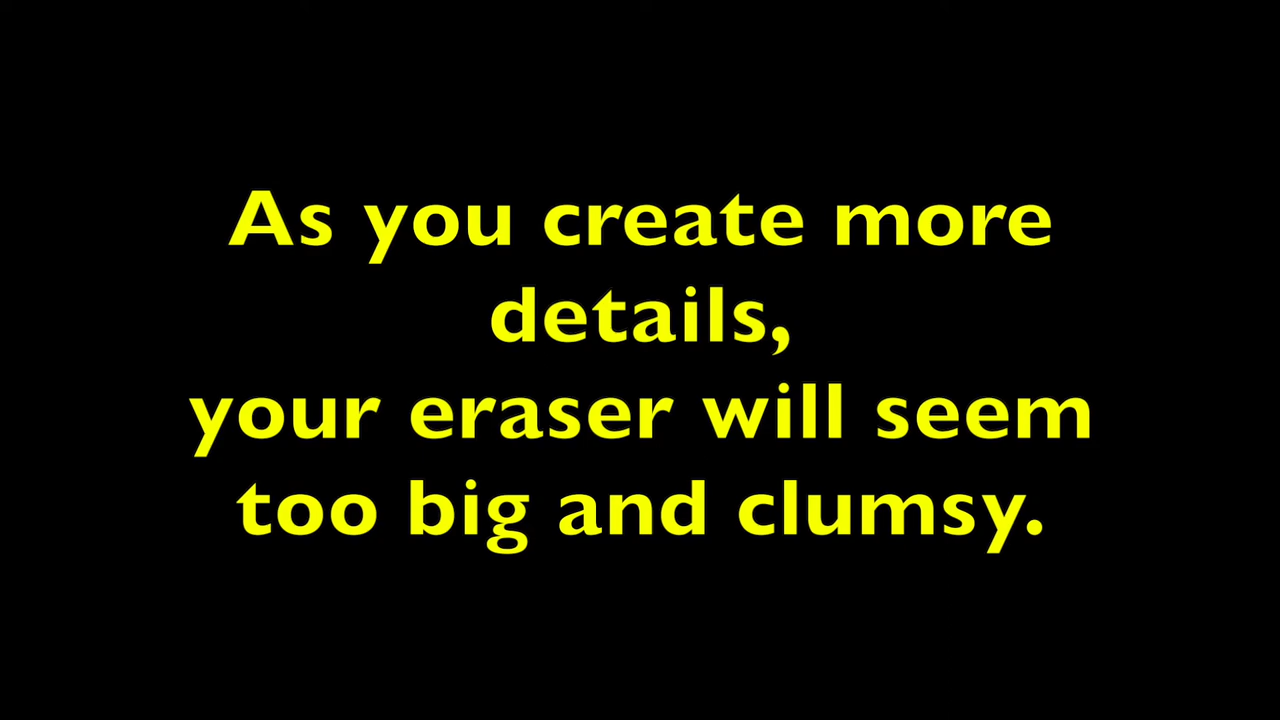 As you create more
details,
your eraser will seem
too big and clumsy.